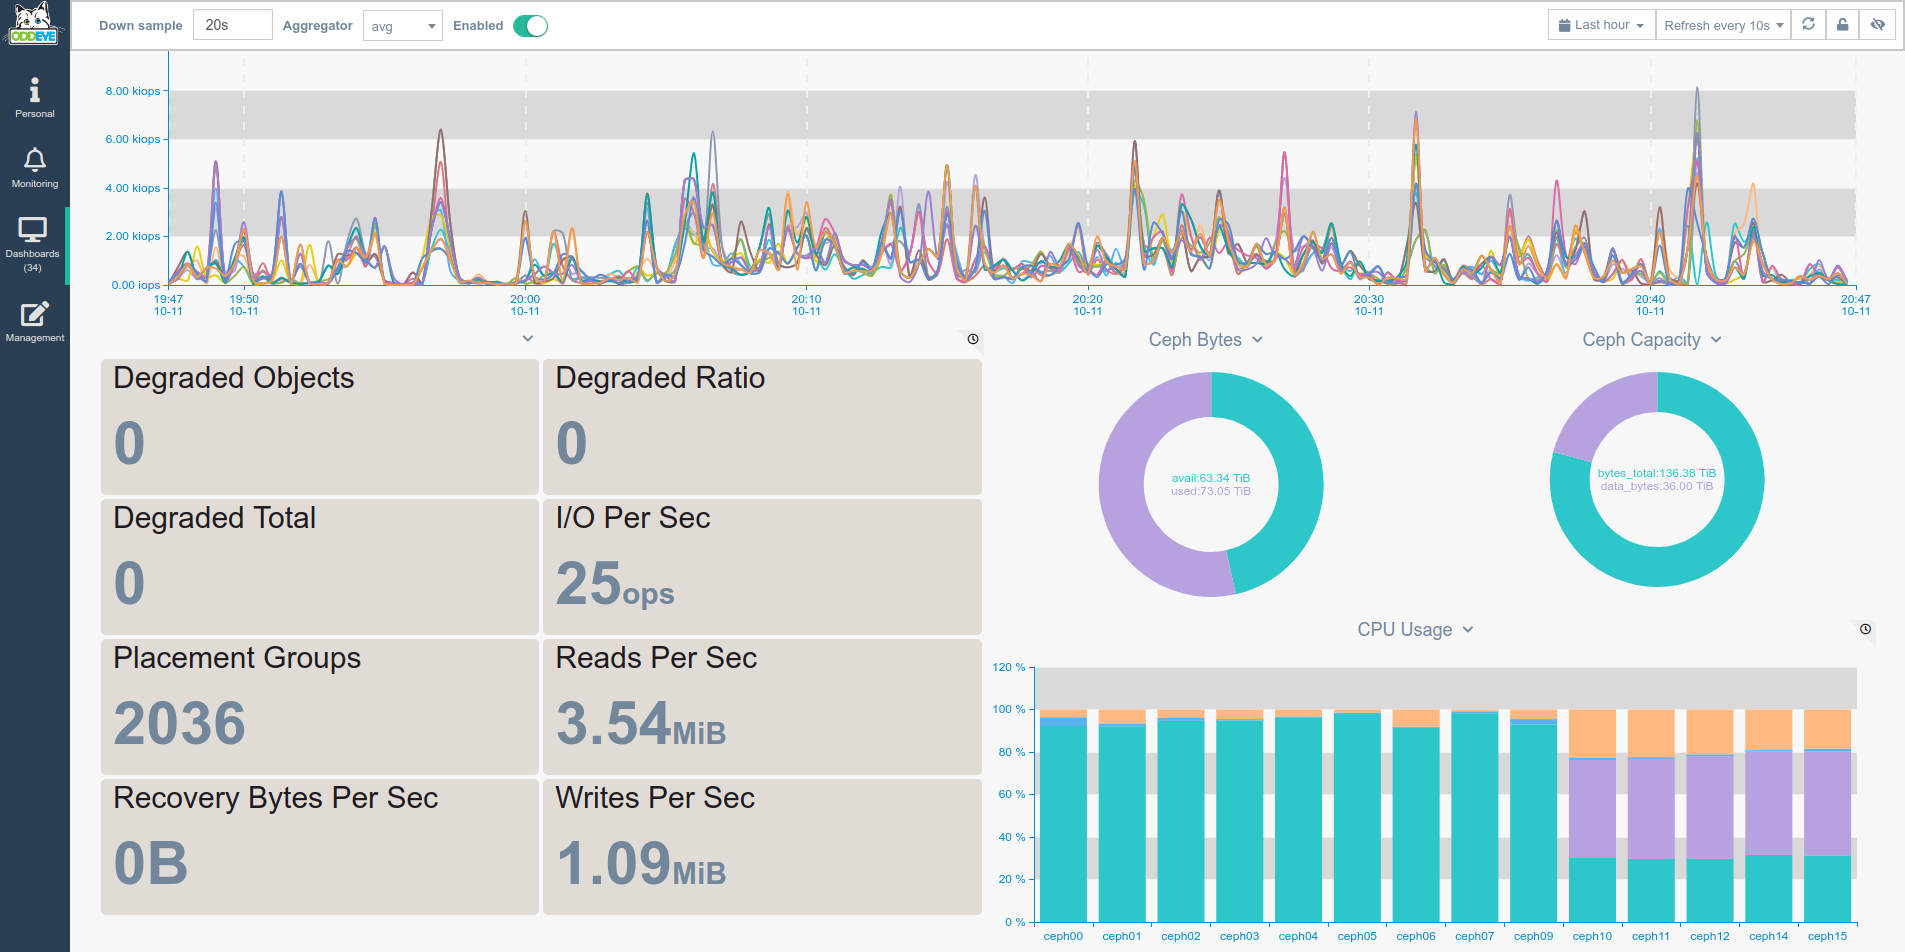 Down sample 20s Aggregator avg Enabled Last hour Refresh every 10s
ODDEYE
Personal
Monitoring
Dashboards
(34)
Management
8.00 kiops
6.00 kiops
4.00 kiops
2.00 kiops
0.00 iops
19:47 19:50 20:00 20:10 20:20 20:30 20:40 20:47
10-11 10-11 10-11 10-11 10-11 10-11 10-11 10-11
Degraded Objects
0
Degraded Ratio
0
Degraded Total
0
I/O Per Sec
25ops
Placement Groups
2036
Reads Per Sec
3.54MiB
Recovery Bytes Per Sec
0B
Writes Per Sec
1.09MiB
Ceph Bytes
avail:63.34 TiB
used:73.05 TiB
Ceph Capacity
bytes_total:136.38 TiB
data_bytes:36.00 TiB
CPU Usage
120 %
100 %
80 %
60 %
40 %
20 %
0 %
ceph00 ceph01 ceph02 ceph03 ceph04 ceph05 ceph06 ceph07 ceph09 ceph10 ceph11 ceph12 ceph14 ceph15